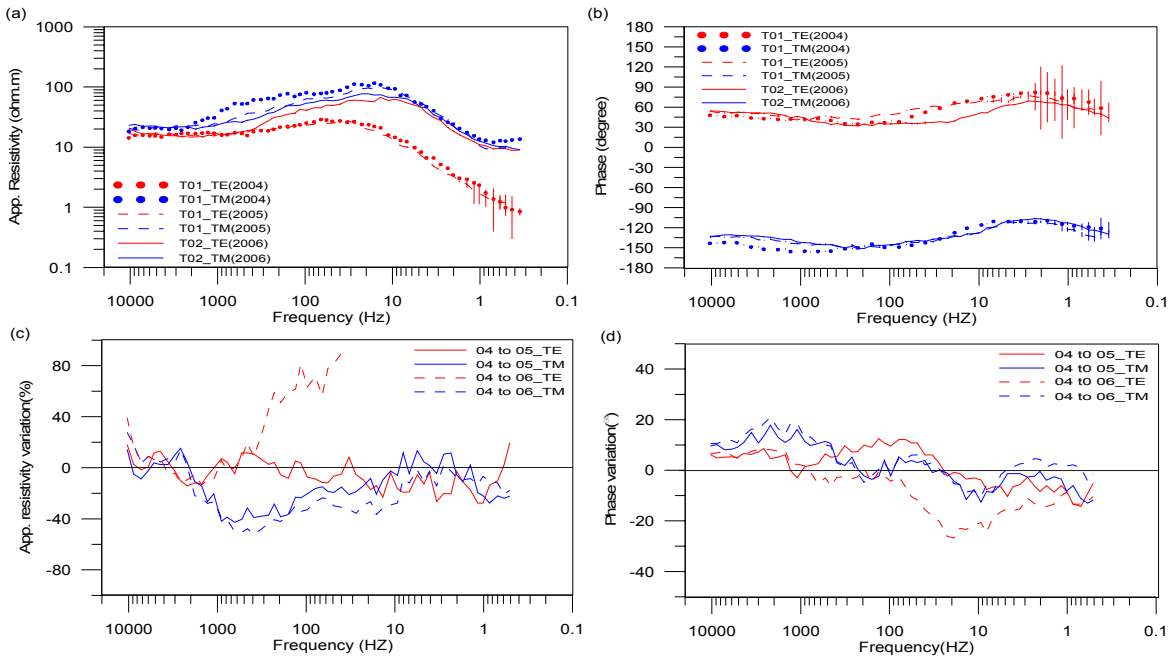 (a)
App. Resistivity (ohm.m)
1000
100
10
1
0.1
T01_TE(2004)
T01_TM(2004)
T01_TE(2005)
T01_TM(2005)
T02_TE(2006)
T02_TM(2006)
10000 1000 100 10 1 0.1
Frequency (HZ)
(b)
Phase (degree)
180
150
120
90
60
30
0
-30
-60
-90
-120
-150
-180
T01_TE(2004)
T01_TM(2004)
T01_TE(2005)
T01_TM(2005)
T02_TE(2006)
T02_TM(2006)
10000 1000 100 10 1 0.1
Frequency (HZ)
(c)
App. resistivity variation(%)
80
40
0
-40
-80
04 to 05_TE
04 to 05_TM
04 to 06_TE
04 to 06_TM
10000 1000 100 10 1 0.1
Frequency (HZ)
(d)
Phase variation(°)
40
20
0
-20
-40
04 t0 05_TE
04 to 05_TM
04 t0 06_TE
04 to 06_TM
10000 1000 100 10 1 0.1
Frequency(HZ)